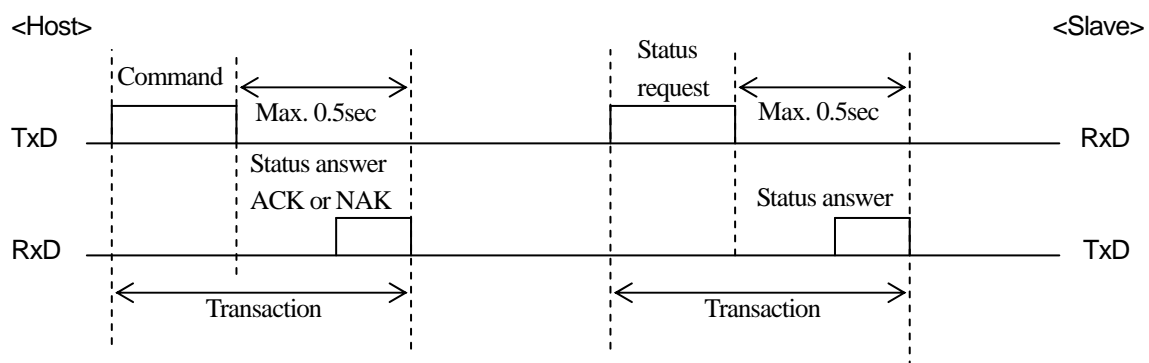 <Host>
<Slave>
Command
Status
request
Max. 0.5sec
Max. 0.5sec
TxD
RxD
Status answer
ACK or NAK
Status answer
RxD
TxD
Transaction
Transaction